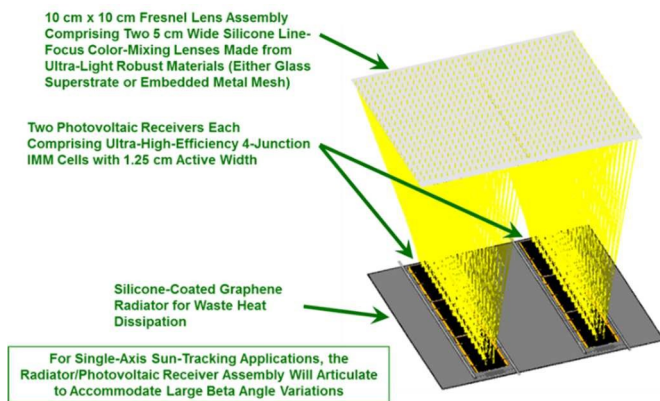 10 cm x 10 cm Fresnel Lens Assembly
Comprising Two 5 cm Wide Silicone Line-
Focus Color-Mixing Lenses Made from
Ultra-Light Robust Materials (Either Glass
Superstrate or Embedded Metal Mesh)
Two Photovoltaic Receivers Each
Comprising Ultra-High-Efficiency 4-Junction
IMM Cells with 1.25 cm Active Width
Silicone-Coated Graphene
Radiator for Waste Heat
Dissipation
For Single-Axis Sun-Tracking Applications, the
Radiator/Photovoltaic Receiver Assembly Will Articulate
to Accommodate Large Beta Angle Variations